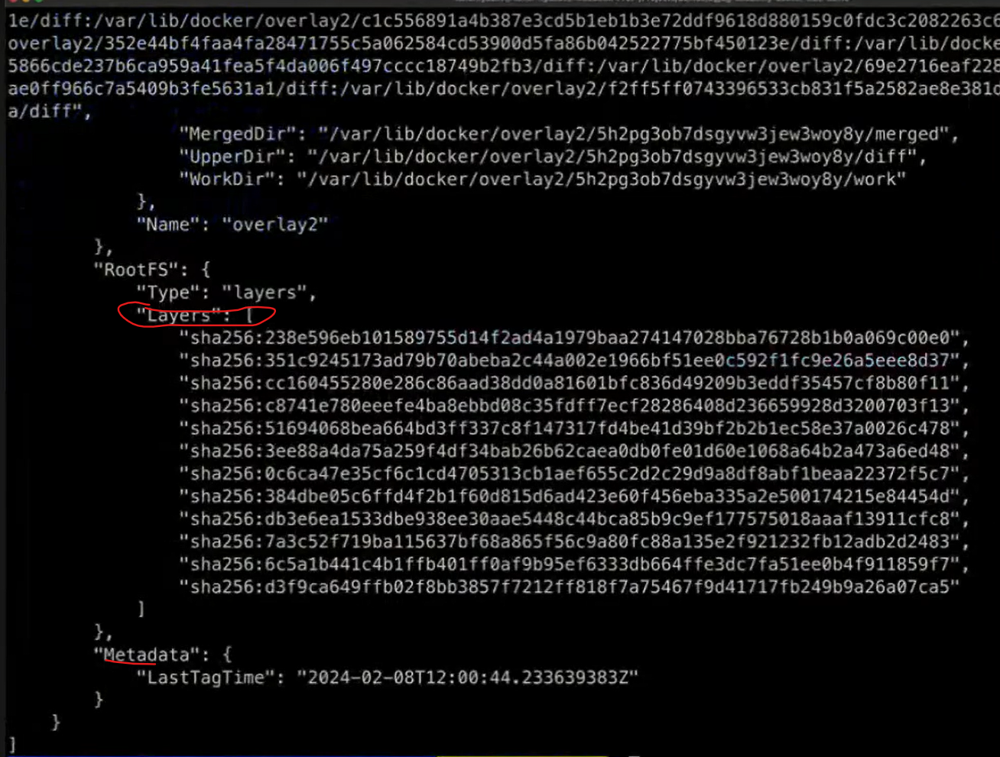 1e/diff:/var/lib/docker/overlay2/c1c556891a4b387e3cd5b1eb1b3e72ddf9618d880159c0fdc3c2082263c6
overlay2/352e44bf4faa4fa28471755c5a062584cd53900d5fa86b042522775bf450123e/diff:/var/lib/docke
5866cde237b6ca959a41fea5f4da006f497cccc18749b2fb3/diff:/var/lib/docker/overlay2/69e2716eaf228
ae0ff966c7a5409b3fe5631a1/diff:/var/lib/docker/overlay2/f2ff5ff0743396533cb831f5a2582ae8e381d
a/diff",
"MergedDir": "/var/lib/docker/overlay2/5h2pg3ob7dsgyvw3jew3woy8y/merged",
"UpperDir": "/var/lib/docker/overlay2/5h2pg3ob7dsgyvw3jew3woy8y/diff",
"WorkDir": "/var/lib/docker/overlay2/5h2pg3ob7dsgyvw3jew3woy8y/work"
},
"Name": "overlay2"
},
"RootFS": {
"Type": "layers",
"Layers": [
"sha256:238e596eb101589755d14f2ad4a1979baa274147028bba76728b1b0a069c00e0",
"sha256:351c9245173ad79b70abeba2c44a002e1966bf51ee0c592f1fc9e26a5eee8d37",
"sha256:cc160455280e286c86aad38dd0a81601bfc836d49209b3eddf35457cf8b80f11",
"sha256:c8741e780eeefe4ba8ebbd08c35fdff7ecf28286408d236659928d3200703f13",
"sha256:51694068bea664bd3ff337c8f147317fd4be41d39bf2b2b1ec58e37a0026c478",
"sha256:3ee88a4da75a259f4df34bab26b62caea0db0fe01d60e1068a64b2a473a6ed48",
"sha256:0c6ca47e35cf6c1cd4705313cb1aef655c2d2c29d9a8df8abf1beaa22372f5c7",
"sha256:384dbe05c6ffd4f2b1f60d815d6ad423e60f456eba335a2e500174215e84454d",
"sha256:db3e6ea1533dbe938ee30aae5448c44bca85b9c9ef177575018aaaf13911cfc8",
"sha256:7a3c52f719ba115637bf68a865f56c9a80fc88a135e2f921232fb12adb2d2483",
"sha256:6c5a1b441c4b1ffb401ff0af9b95ef6333db664ffe3dc7fa51ee0b4f911859f7",
"sha256:d3f9ca649ffb02f8bb3857f7212ff818f7a75467f9d41717fb249b9a26a07ca5"
]
},
"Metadata": {
"LastTagTime": "2024-02-08T12:00:44.233639383Z"
}
}
]